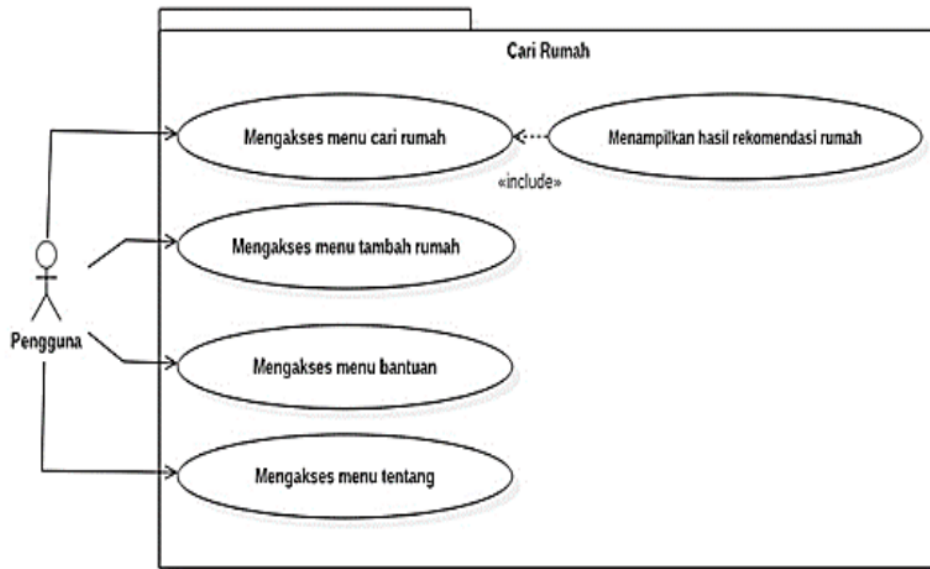 Cari Rumah
Mengakses menu cari rumah
Menampilkan hasil rekomendasi rumah
«include»
Mengakses menu tambah rumah
Pengguna
Mengakses menu bantuan
Mengakses menu tentang